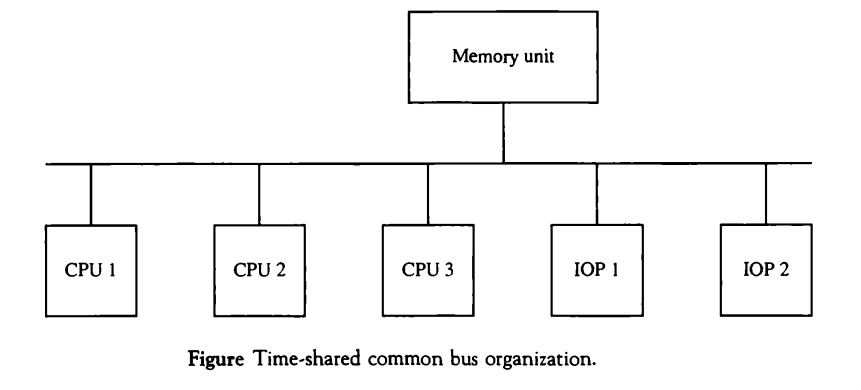 Memory unit
CPU 1
CPU 2
CPU 3
IOP 1
IOP 2
Figure Time-shared common bus organization.